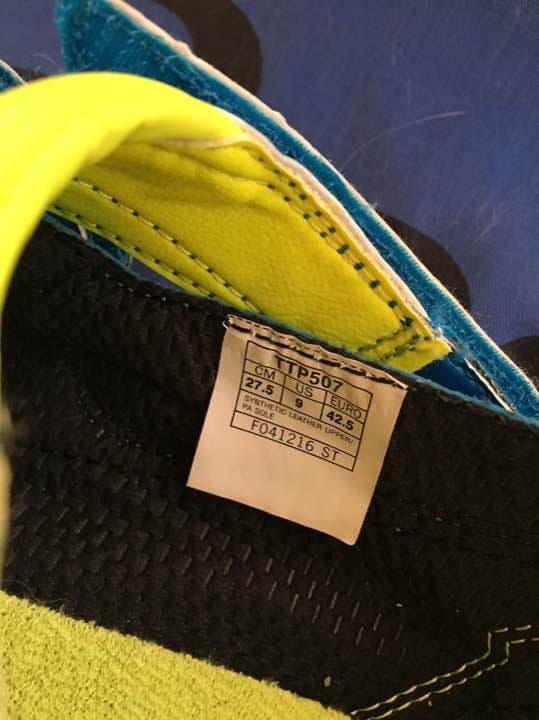 TTP507
CM US EURO
27.5 9 42.5
SYNTHETIC LEATHER UPPER/
PA SOLE
F041216 ST